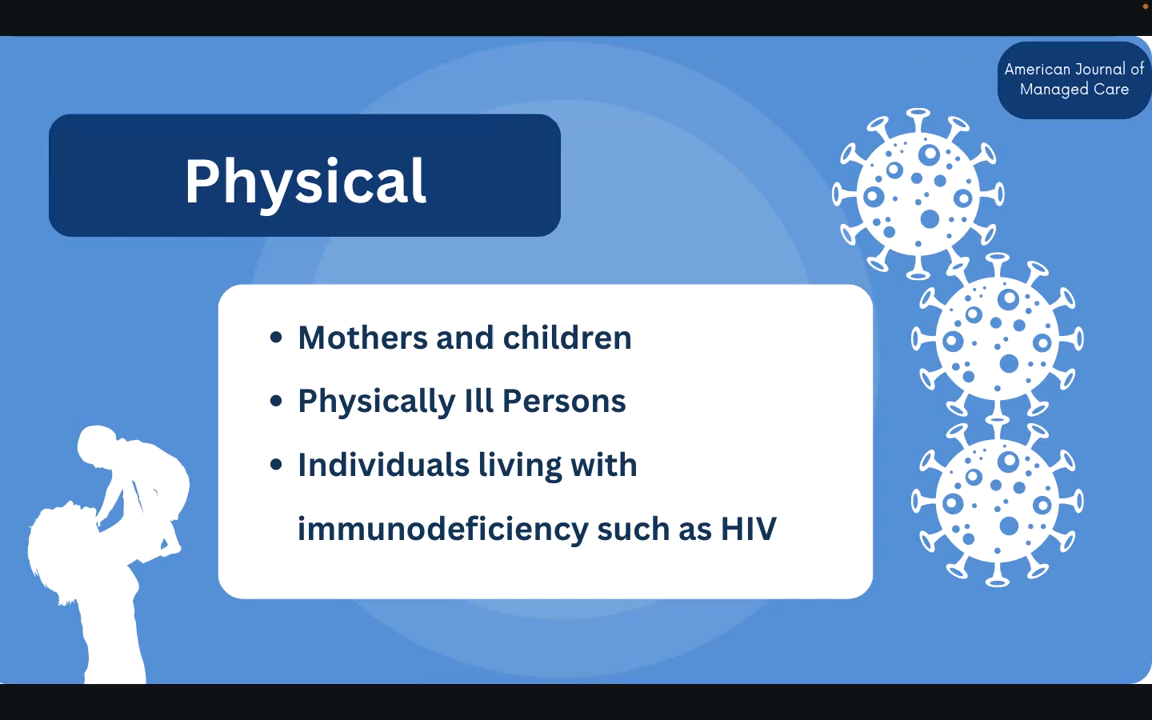 American Journal of
Managed Care
Physical
• Mothers and children
• Physically Ill Persons
• Individuals living with
immunodeficiency such as HIV